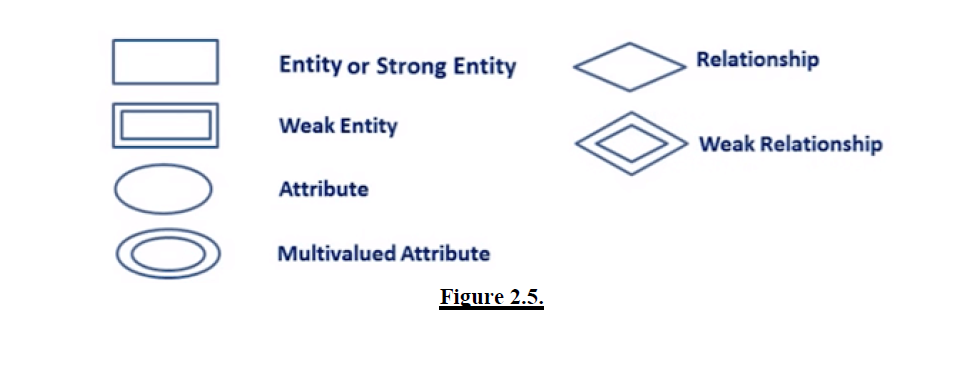 Entity or Strong Entity
Relationship
Weak Entity
Weak Relationship
Attribute
Multivalued Attribute
Figure 2.5.